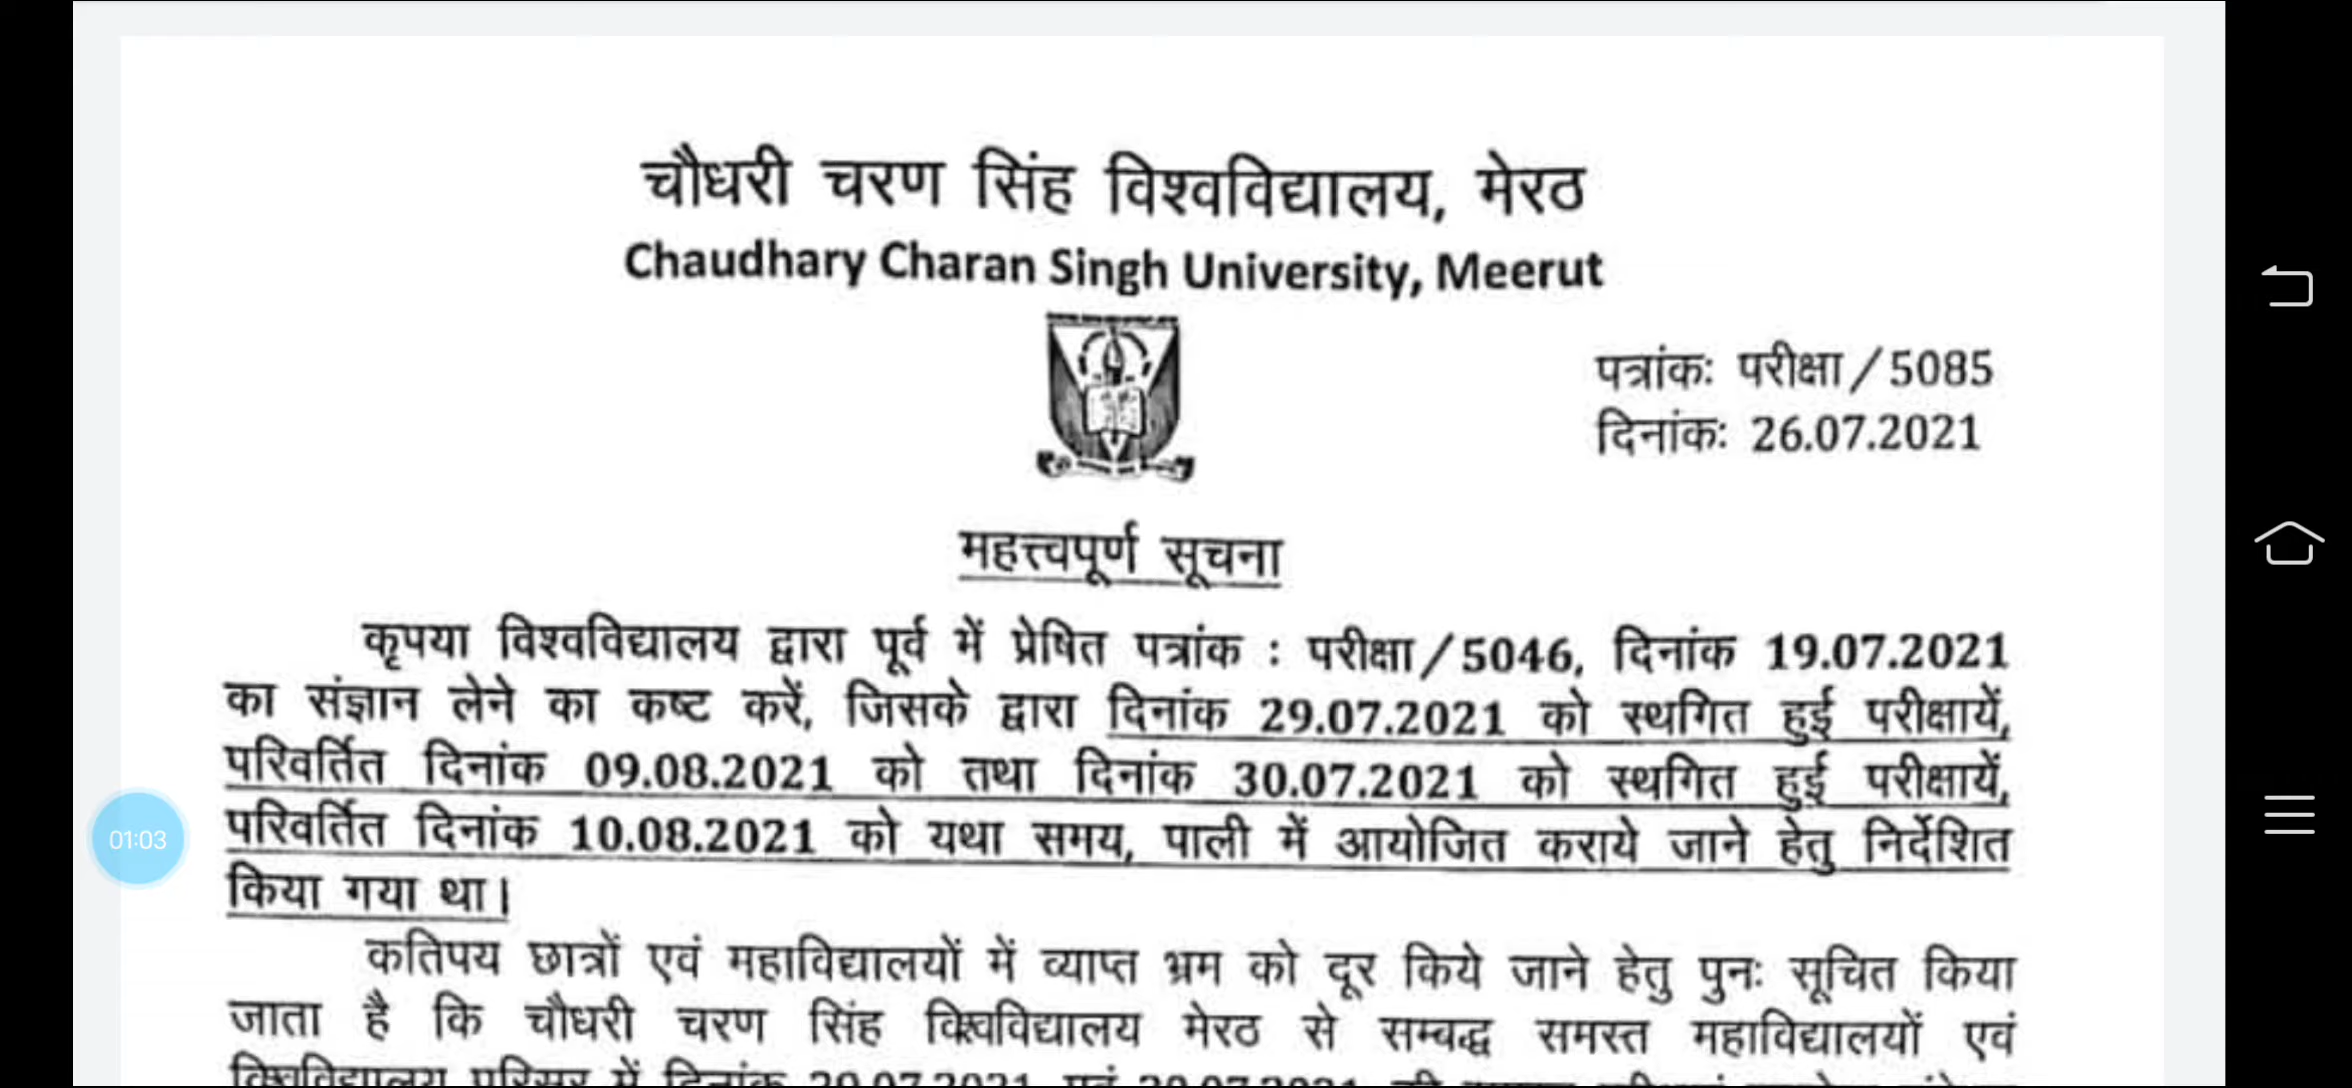 चौधरी चरण सिंह विश्वविद्यालय, मेरठ
Chaudhary Charan Singh University, Meerut
पत्रांकः परीक्षा/5085
दिनांकः 26.07.2021
महत्त्वपूर्ण सूचना
कृपया विश्वविद्यालय द्वारा पूर्व में प्रेषित पत्रांक : परीक्षा/5046, दिनांक 19.07.2021
का संज्ञान लेने का कष्ट करें, जिसके द्वारा दिनांक 29.07.2021 को स्थगित हुई परीक्षायें,
परिवर्तित दिनांक 09.08.2021 को तथा दिनांक 30.07.2021 को स्थगित हुई परीक्षायें,
परिवर्तित दिनांक 10.08.2021 को यथा समय, पाली में आयोजित कराये जाने हेतु निर्देशित
किया गया था।
01:03
कतिपय छात्रों एवं महाविद्यालयों में व्याप्त भ्रम को दूर किये जाने हेतु पुनः सूचित किया
जाता है कि चौधरी चरण सिंह विश्वविद्यालय मेरठ से सम्बद्ध समस्त महाविद्यालयों एवं
विश्वविद्यालय परिसर में दिनांक